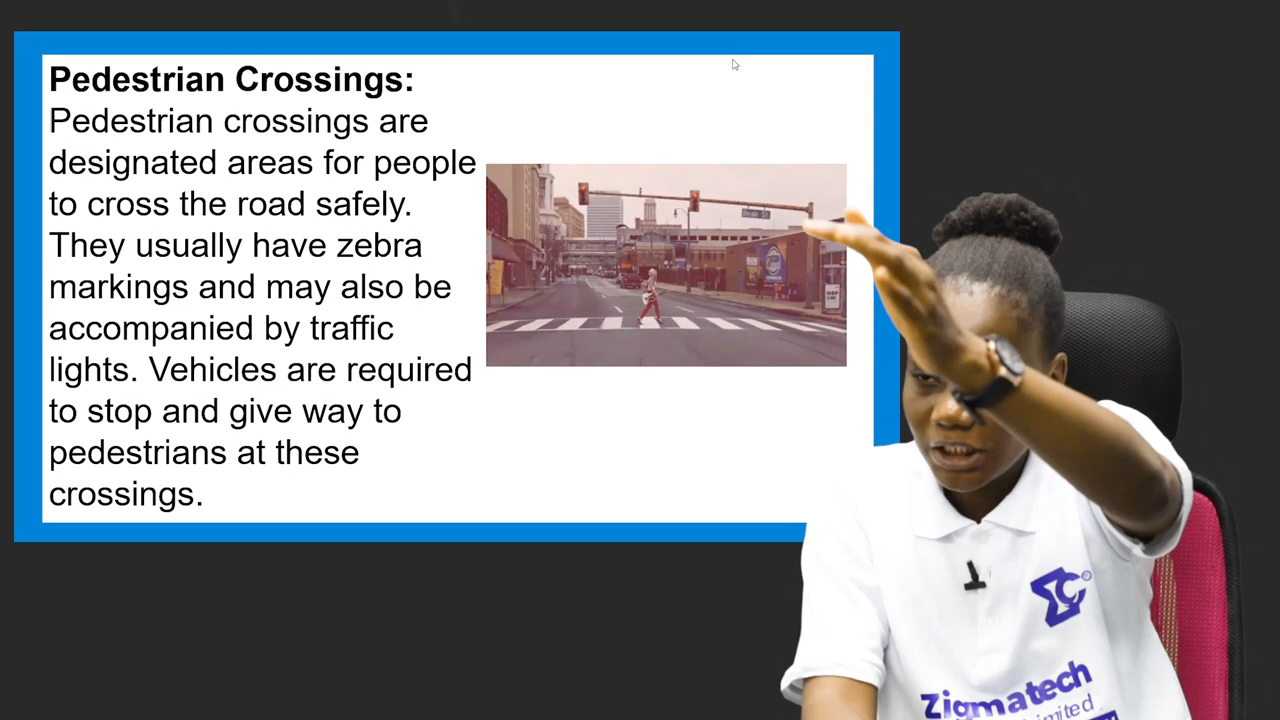 Pedestrian Crossings:
Pedestrian crossings are
designated areas for people
to cross the road safely.
They usually have zebra
markings and may also be
accompanied by traffic
lights. Vehicles are required
to stop and give way to
pedestrians at these
crossings.
Beale St
Zigmatech